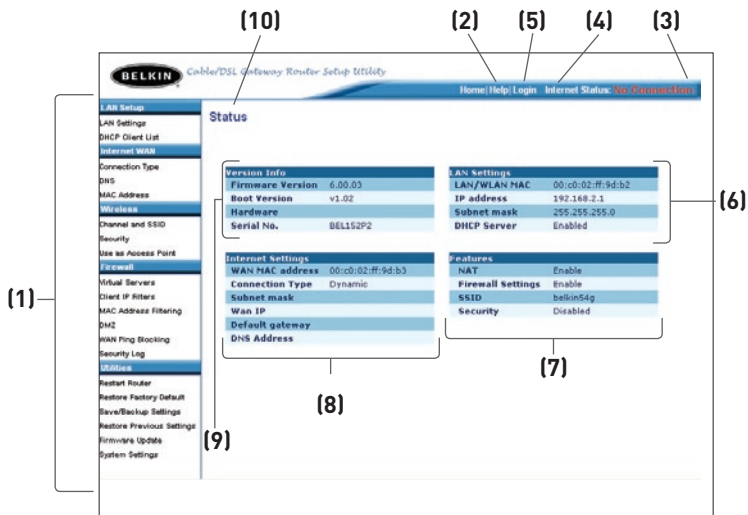 (10) (2) (5) (4) (3)
BELKIN Cable/DSL Gateway Router Setup Utility
Home|Help|Login Internet Status: No Connection
(1)
LAN Setup
LAN Settings
DHCP Client List
Internet WAN
Connection Type
DNS
MAC Address
Wireless
Channel and SSID
Security
Use as Access Point
Firewall
Virtual Servers
Client IP Filters
MAC Address Filtering
DMZ
WAN Ping Blocking
Security Log
Utilities
Restart Router
Restore Factory Default
Save/Backup Settings
Restore Previous Settings
Firmware Update
System Settings
Status
Version Info
Firmware Version 6.00.03
Boot Version v1.02
Hardware
Serial No. BEL152P2
(9)
LAN Settings
LAN/WLAN MAC 00:c0:02:ff:9d:b2
IP address 192.168.2.1
Subnet mask 255.255.255.0
DHCP Server Enabled
(6)
Internet Settings
WAN MAC address 00:c0:02:ff:9d:b3
Connection Type Dynamic
Subnet mask
Wan IP
Default gateway
DNS Address
(8)
Features
NAT Enable
Firewall Settings Enable
SSID belkin54g
Security Disabled
(7)